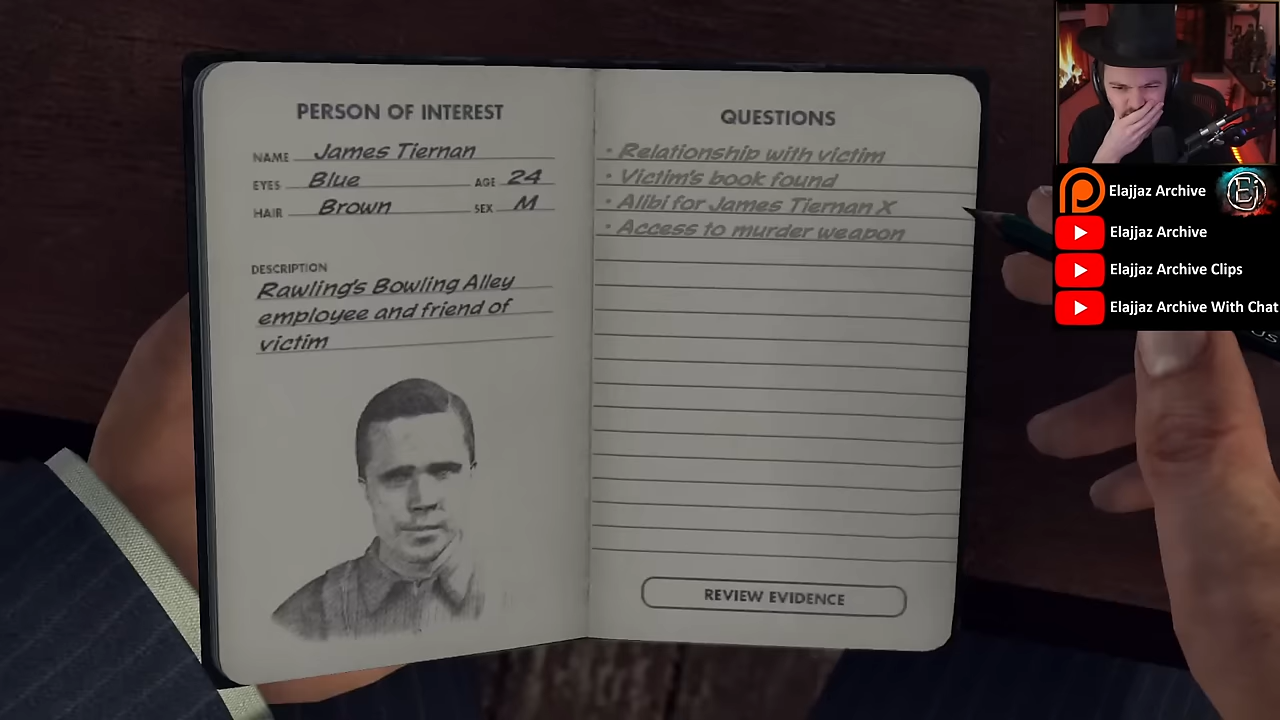 PERSON OF INTEREST
NAME James Tiernan
EYES Blue AGE 24
HAIR Brown SEX M
DESCRIPTION
Rawling's Bowling Alley
employee and friend of
victim
QUESTIONS
• Relationship with victim
• Victim's book found
• Alibi for James Tiernan X
• Access to murder weapon
REVIEW EVIDENCE
Elajjaz Archive
Ej
Elajjaz Archive
Elajjaz Archive Clips
Elajjaz Archive With Chat